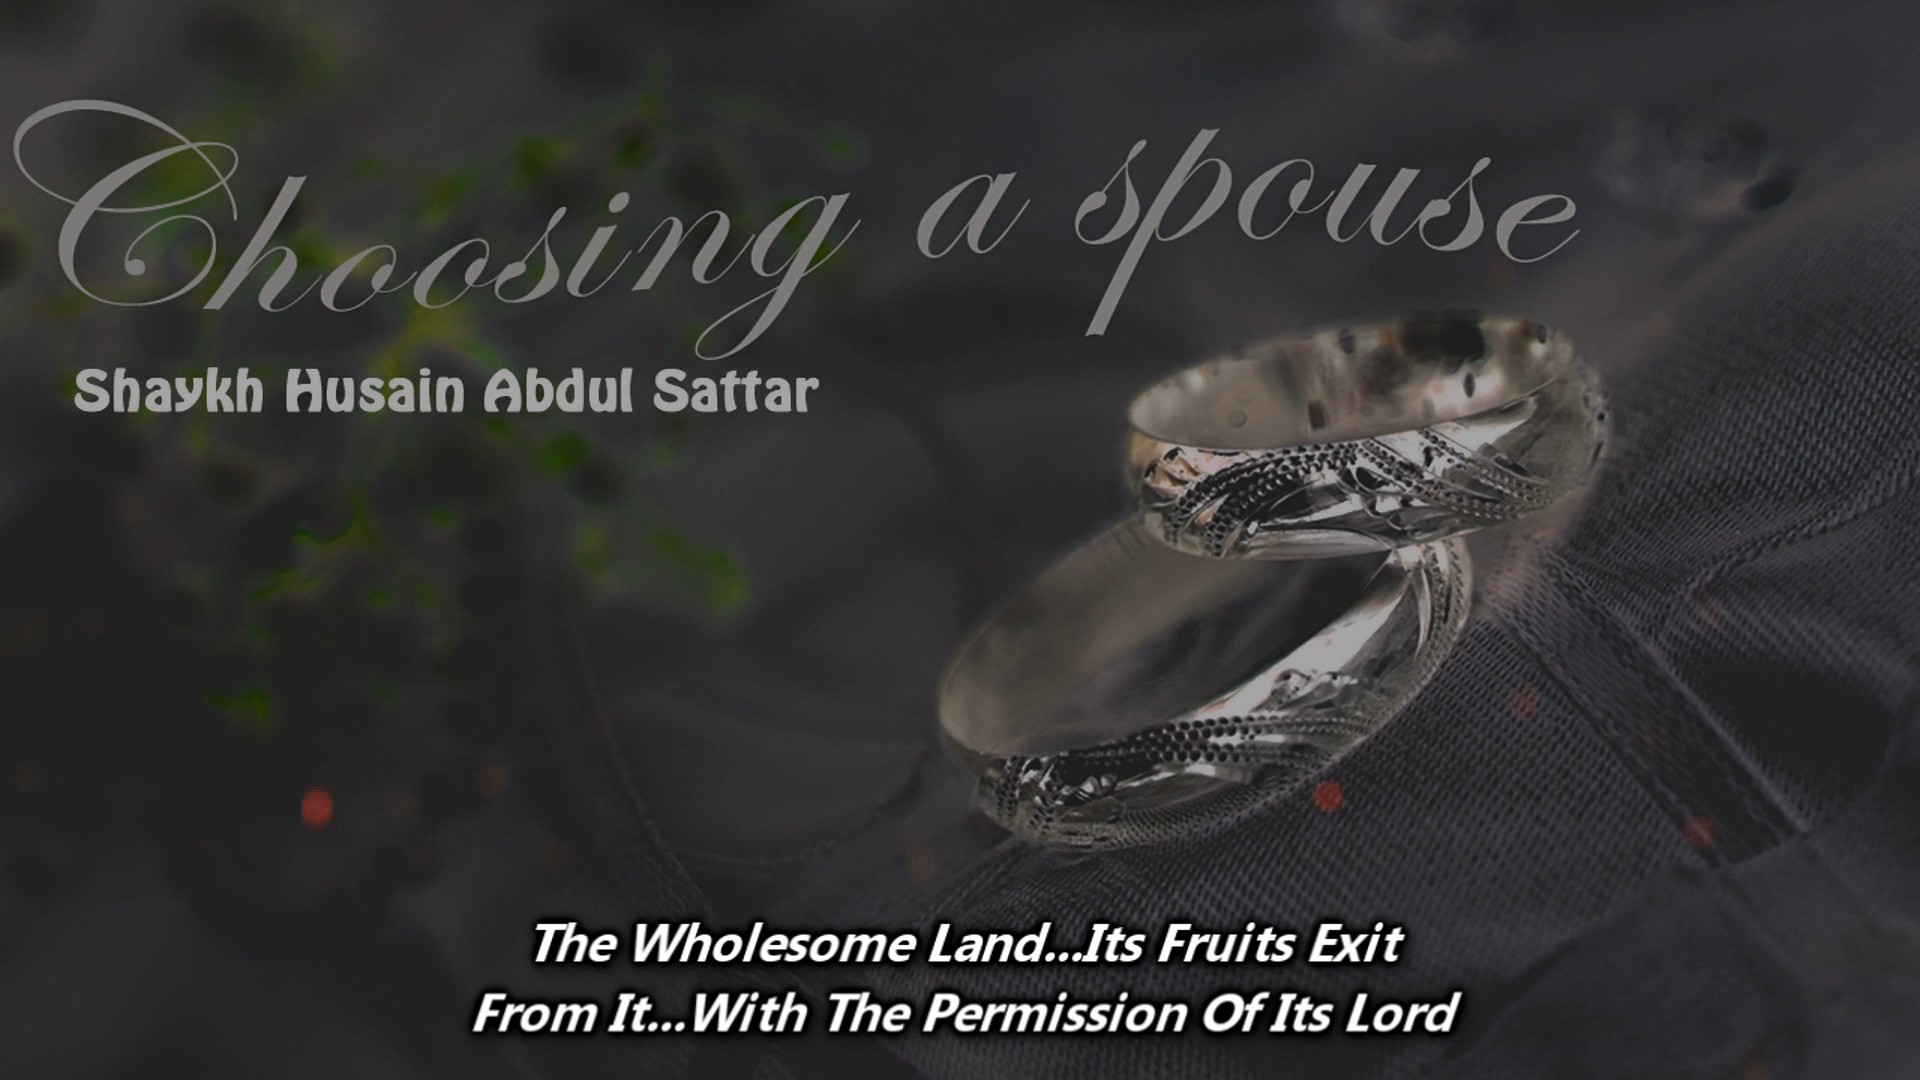 Choosing a spouse
Shaykh Husain Abdul Sattar
The Wholesome Land...Its Fruits Exit
From It...With The Permission Of Its Lord